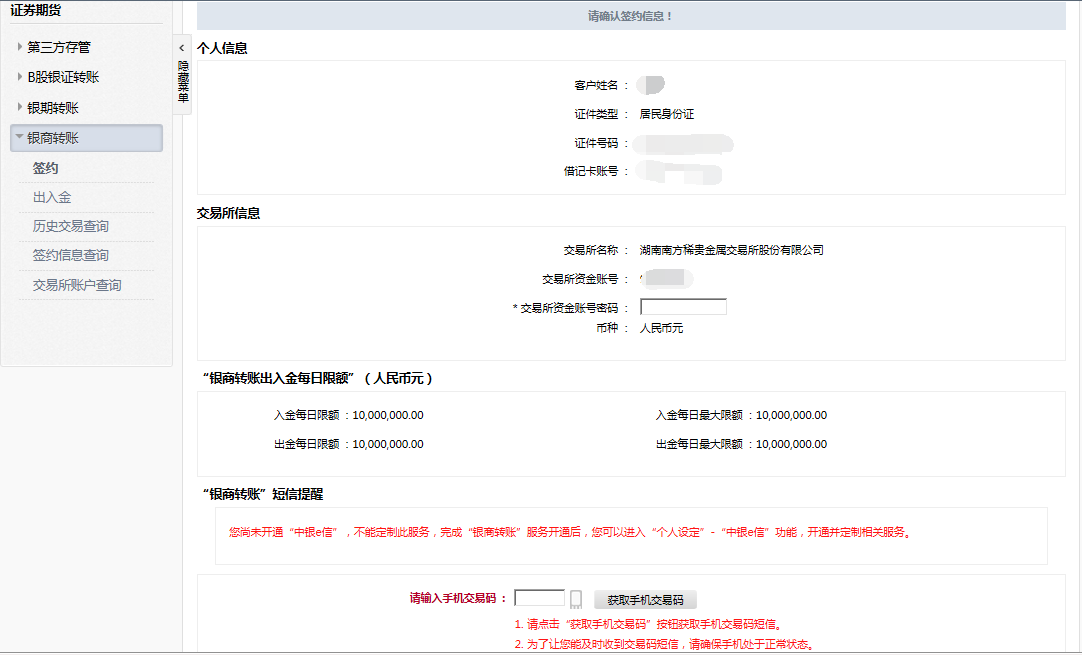 证券期货
第三方存管
B股银证转账
银期转账
银商转账
签约
出入金
历史交易查询
签约信息查询
交易所账户查询
<
隐藏菜单
请确认签约信息！
个人信息
客户姓名 ：
证件类型 ： 居民身份证
证件号码 ：
借记卡账号 ：
交易所信息
交易所名称 ： 湖南南方稀贵金属交易所股份有限公司
交易所资金账号 ：
* 交易所资金账号密码 ：
币种 ： 人民币元
“银商转账出入金每日限额”（人民币元）
入金每日限额 ：10,000,000.00 入金每日最大限额 ：10,000,000.00
出金每日限额 ：10,000,000.00 出金每日最大限额 ：10,000,000.00
“银商转账”短信提醒
您尚未开通“中银e信”，不能定制此服务，完成“银商转账”服务开通后，您可以进入“个人设定”-“中银e信”功能，开通并定制相关服务。
请输入手机交易码 ： 获取手机交易码
1. 请点击“获取手机交易码”按钮获取手机交易码短信。
2. 为了让您能及时收到交易码短信，请确保手机处于正常状态。